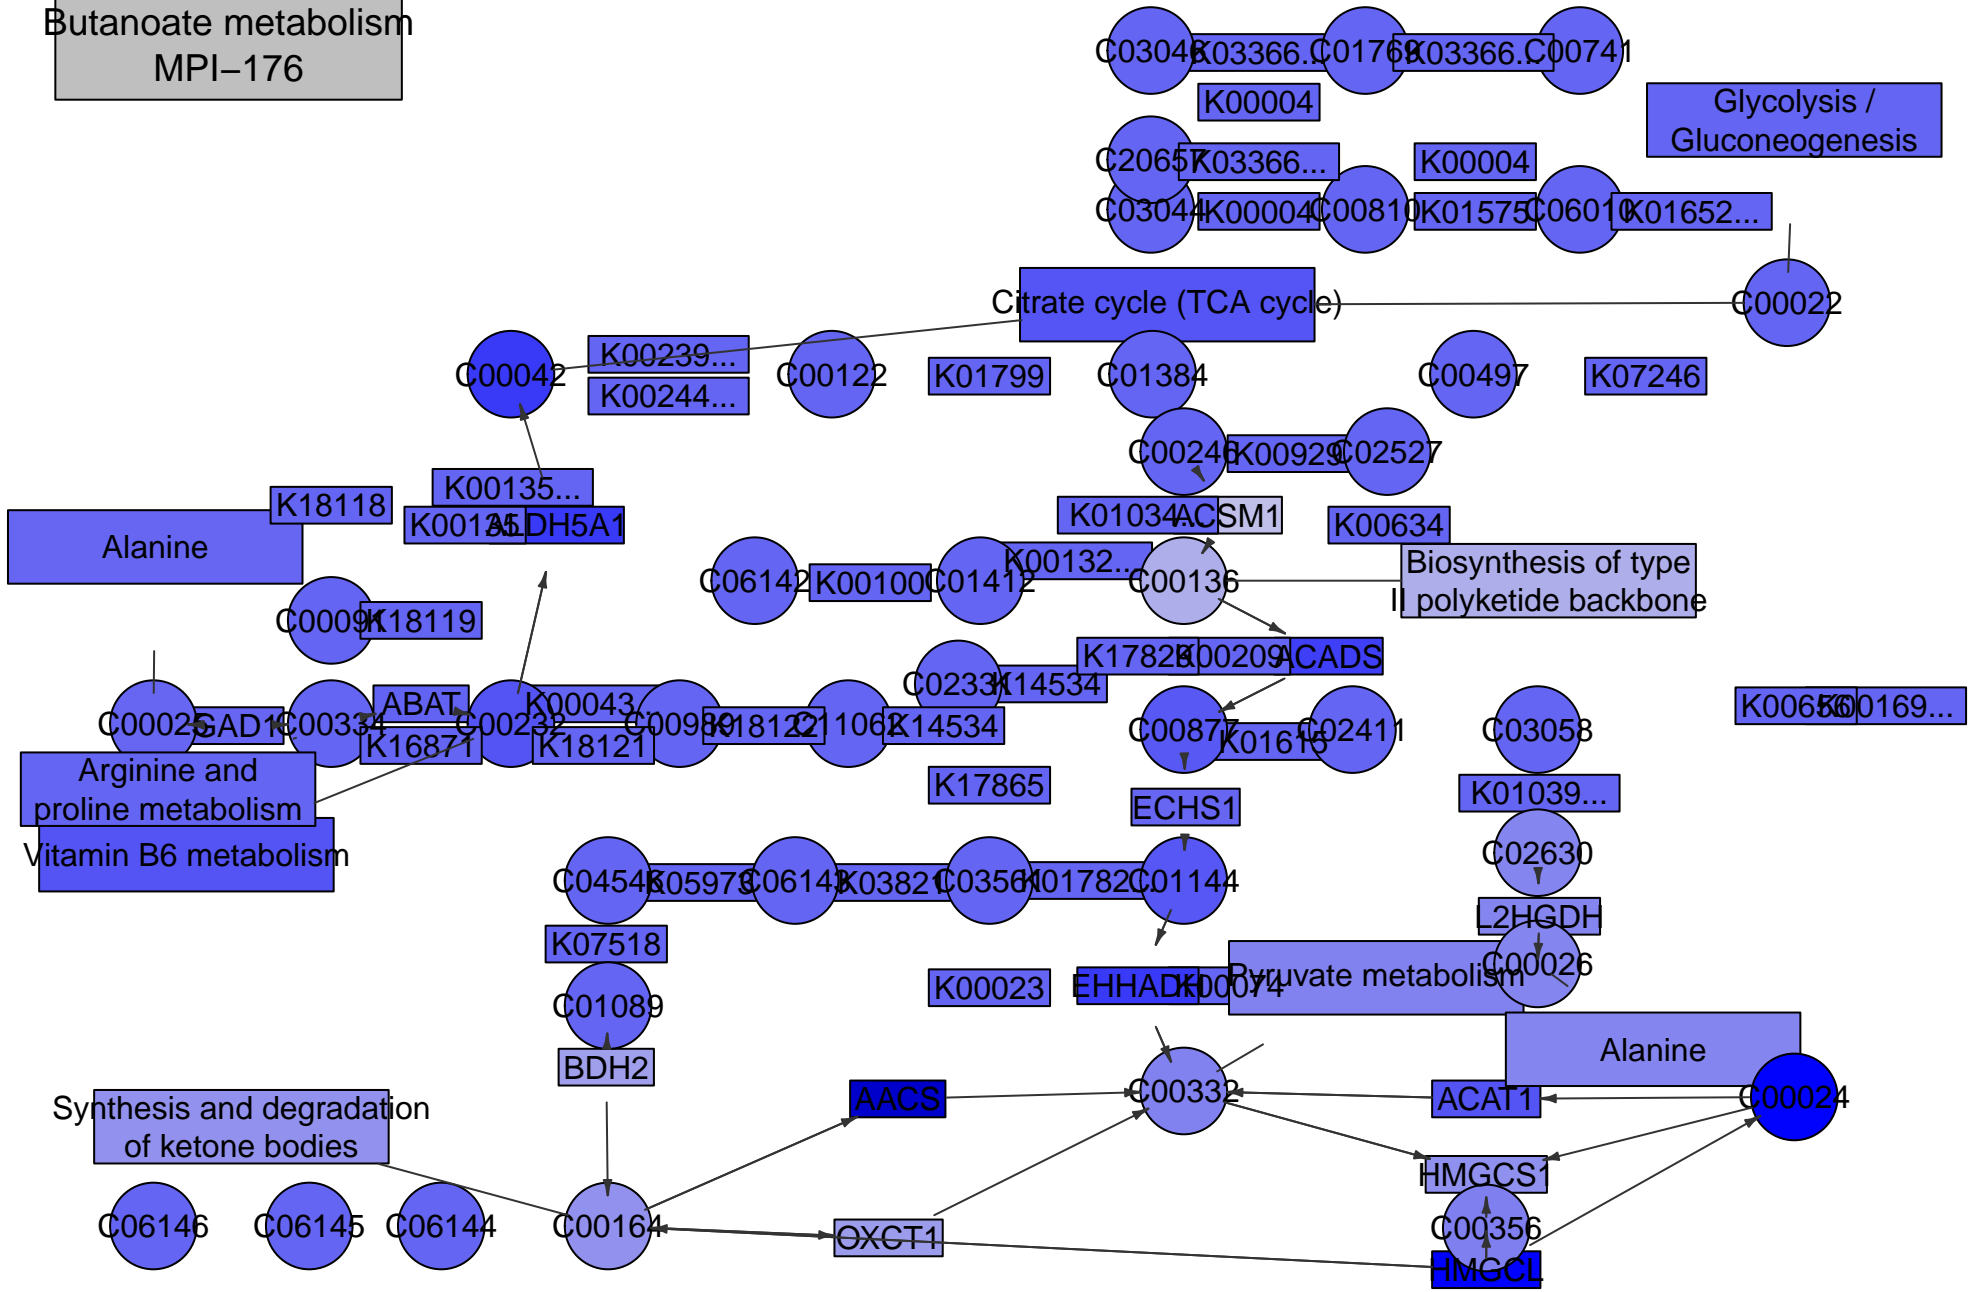 Butanoate metabolism
MPI−176
C03046 K03366... C01769 K03366... C00741
K00004
Glycolysis /
Gluconeogenesis
C20657 K03366... K00004
C03044 K00004 C00810 K01575 C06010 K01652...
Citrate cycle (TCA cycle) C00022
K00239...
C00042 C00122 K01799 C01384 C00497 K07246
K00244...
C00246 K00929 C02527
K18118 K00135...
K00135 ALDH5A1 K01034... ACSM1 K00634
Alanine
C06142 K00100 C01412 K00132... C00136
Biosynthesis of type
II polyketide backbone
C00091 K18119
K17829 K00209 ACADS
C02331 K14534
ABAT K00043... K00656 K00169...
C00025 GAD1 C00334 C00232 C00989 K18122 C11062 K14534 C00877 C02411 C03058
K16871 K18121 K01615
Arginine and
proline metabolism
K17865 ECHS1 K01039...
Vitamin B6 metabolism C02630
C04546 K05973 C06143 K03821 C03561 K01782... C01144
L2HGDH
K07518
C00026
K00023 EHHADH K00074 Pyruvate metabolism
C01089
Alanine
BDH2
AACS C00332 ACAT1 C00024
Synthesis and degradation
of ketone bodies
HMGCS1
C06146 C06145 C06144 C00164 OXCT1 C00356
HMGCL